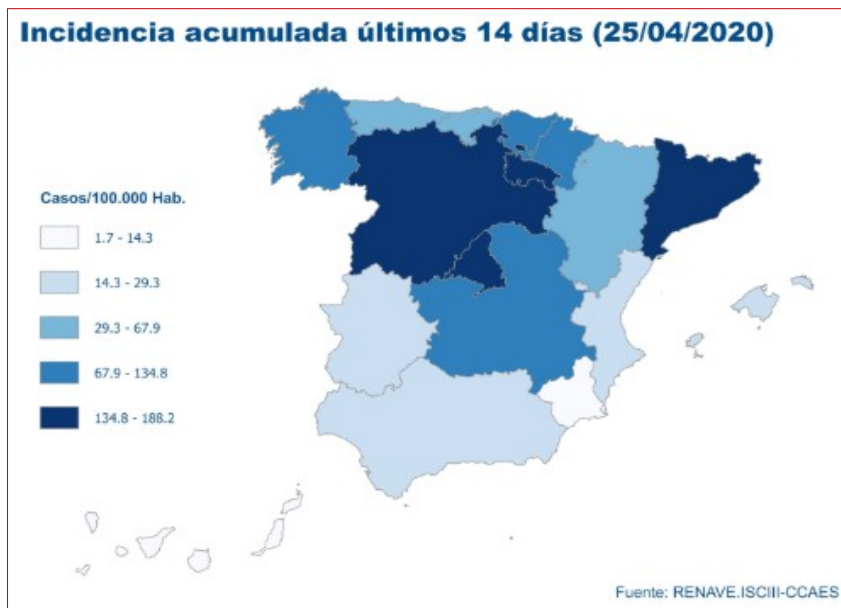 Incidencia acumulada últimos 14 días (25/04/2020)
Casos/100.000 Hab.
1.7 - 14.3
14.3 - 29.3
29.3 - 67.9
67.9 - 134.8
134.8 - 188.2
Fuente: RENAVE.ISCIII-CCAES